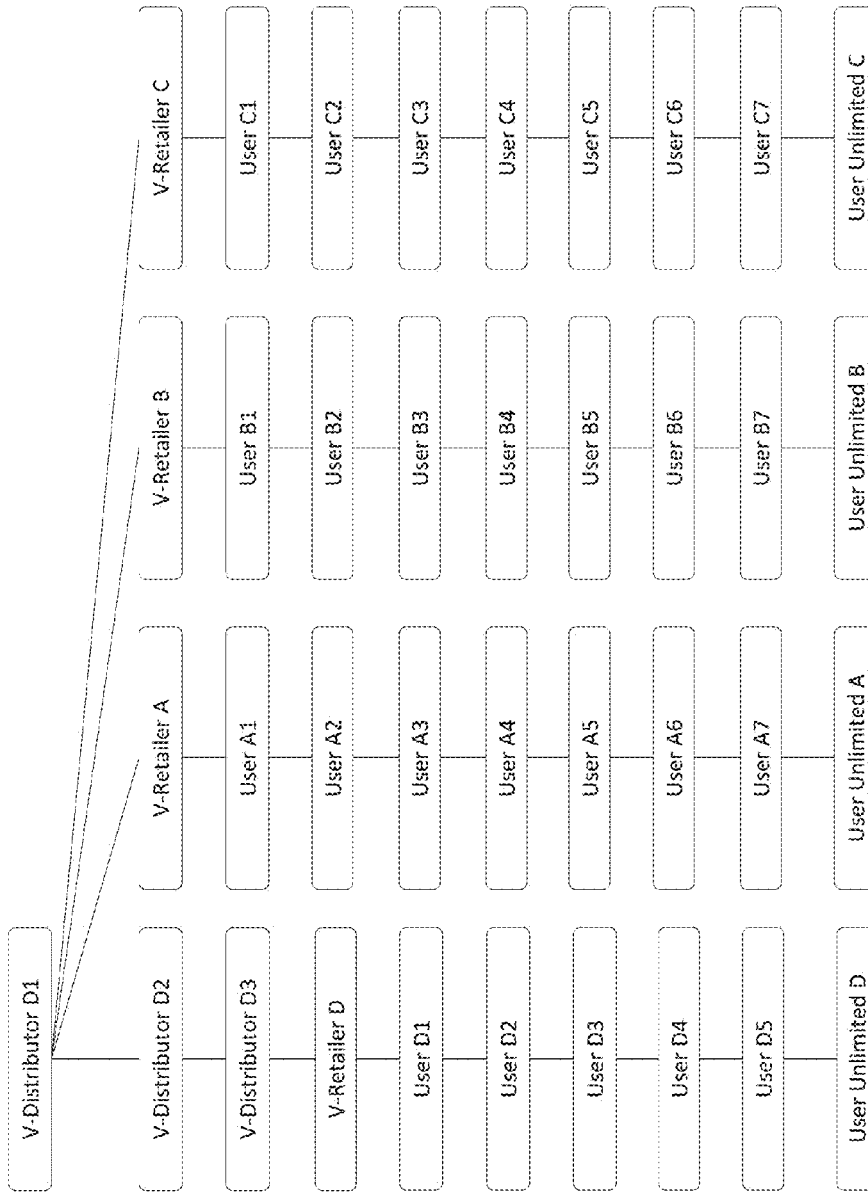 V-Distributor D1
V-Distributor D2
V-Distributor D3
V-Retailer D
User D1
User D2
User D3
User D4
User D5
User Unlimited D
V-Retailer A
User A1
User A2
User A3
User A4
User A5
User A6
User A7
User Unlimited A
V-Retailer B
User B1
User B2
User B3
User B4
User B5
User B6
User B7
User Unlimited B
V-Retailer C
User C1
User C2
User C3
User C4
User C5
User C6
User C7
User Unlimited C